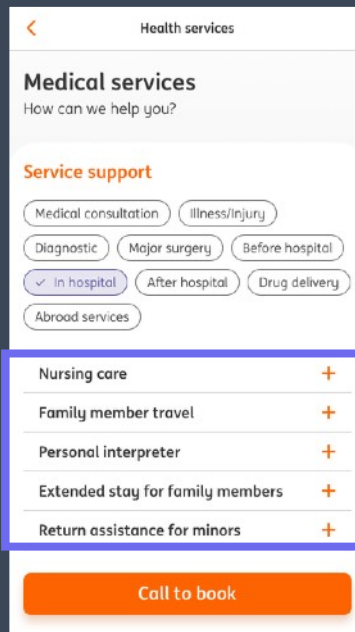 Health services
Medical services
How can we help you?
Service support
Medical consultation Illness/Injury
Diagnostic Major surgery Before hospital
✓ In hospital After hospital Drug delivery
Abroad services
Nursing care +
Family member travel +
Personal interpreter +
Extended stay for family members +
Return assistance for minors +
Call to book